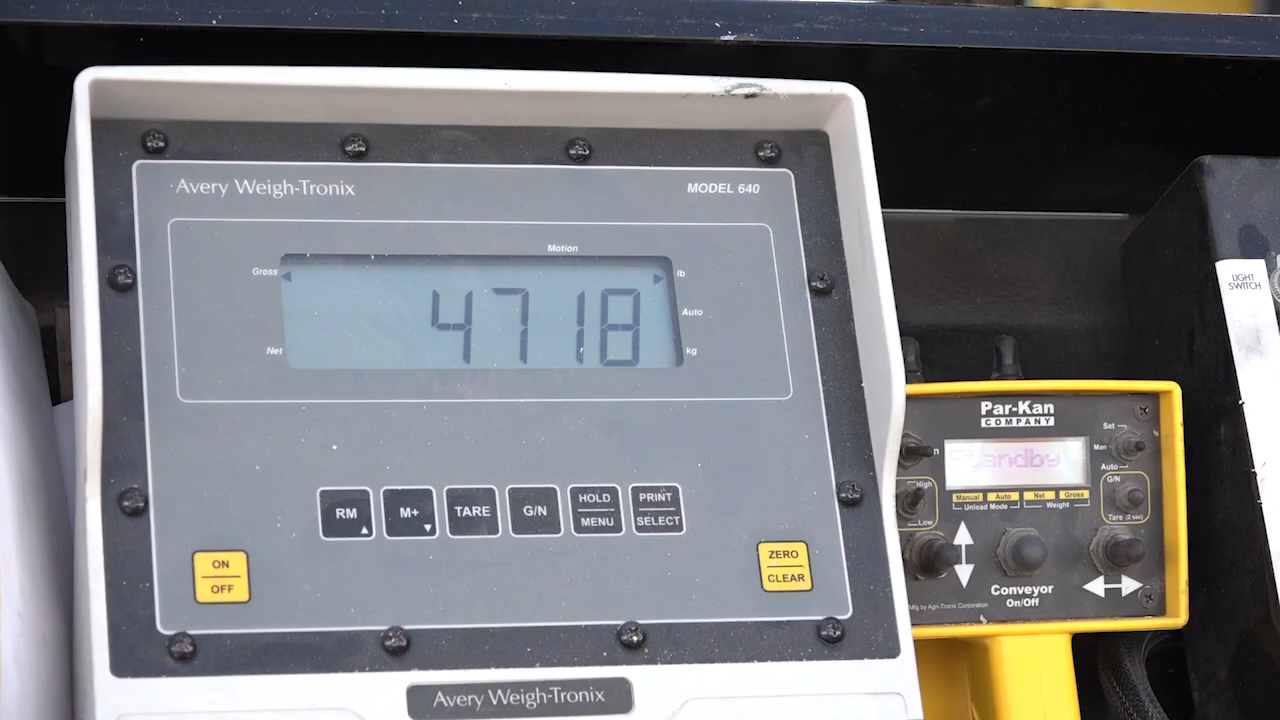 Avery Weigh-Tronix
MODEL 640
Motion
Gross
lb
4718
Auto
Net
kg
RM
M+
TARE
G/N
HOLD
MENU
PRINT
SELECT
ON
OFF
ZERO
CLEAR
Avery Weigh-Tronix
LIGHT
SWITCH
Par-Kan
COMPANY
Set
Man
Auto
Standby
High
Low
Manual Auto Net Gross
Unload Mode Weight
G/N
Tare (2 sec)
Conveyor
On/Off
Mfg by Agri-Tronix Corporation